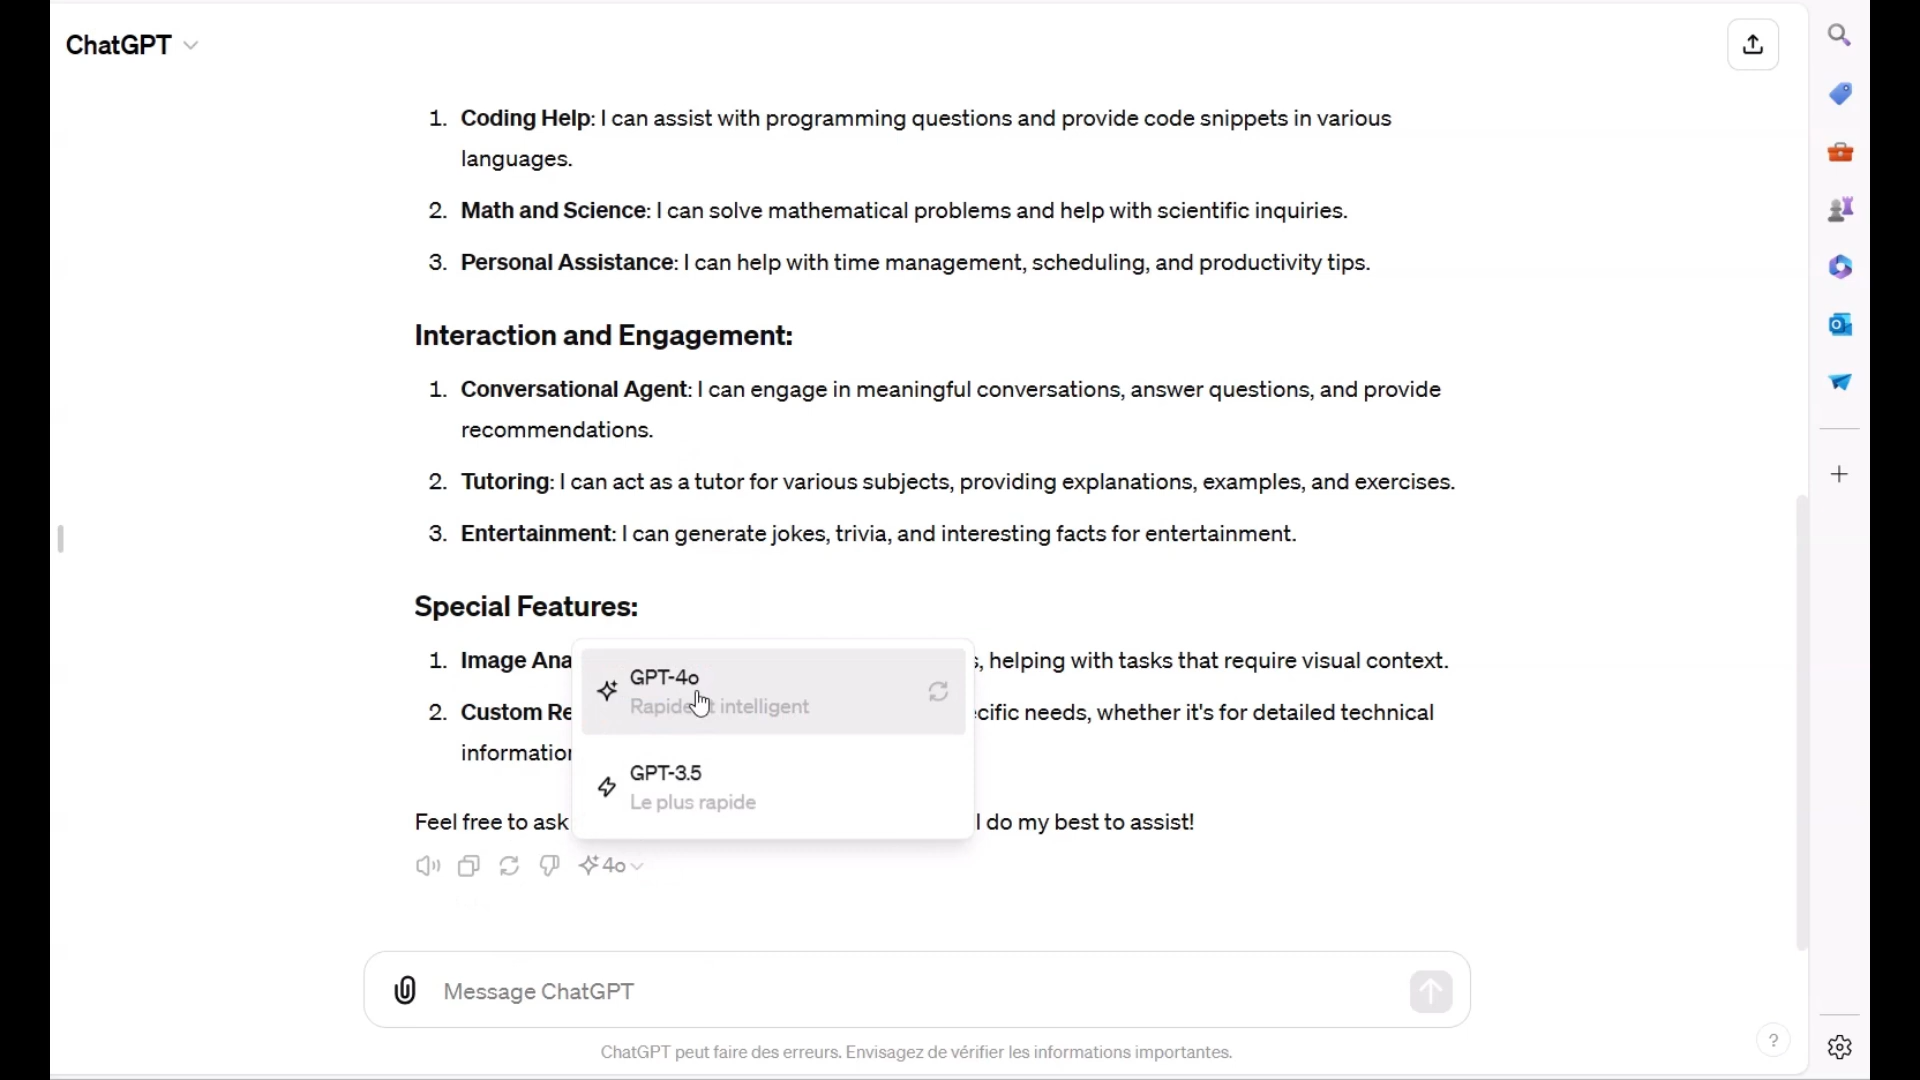 ChatGPT
1. Coding Help: I can assist with programming questions and provide code snippets in various
languages.
2. Math and Science: I can solve mathematical problems and help with scientific inquiries.
3. Personal Assistance: I can help with time management, scheduling, and productivity tips.
Interaction and Engagement:
1. Conversational Agent: I can engage in meaningful conversations, answer questions, and provide
recommendations.
2. Tutoring: I can act as a tutor for various subjects, providing explanations, examples, and exercises.
3. Entertainment: I can generate jokes, trivia, and interesting facts for entertainment.
Special Features:
1. Image Ana , helping with tasks that require visual context.
GPT-4o
Rapide intelligent
2. Custom Re cific needs, whether it's for detailed technical
information
GPT-3.5
Le plus rapide
Feel free to ask I do my best to assist!
4o
Message ChatGPT
ChatGPT peut faire des erreurs. Envisagez de vérifier les informations importantes.
?